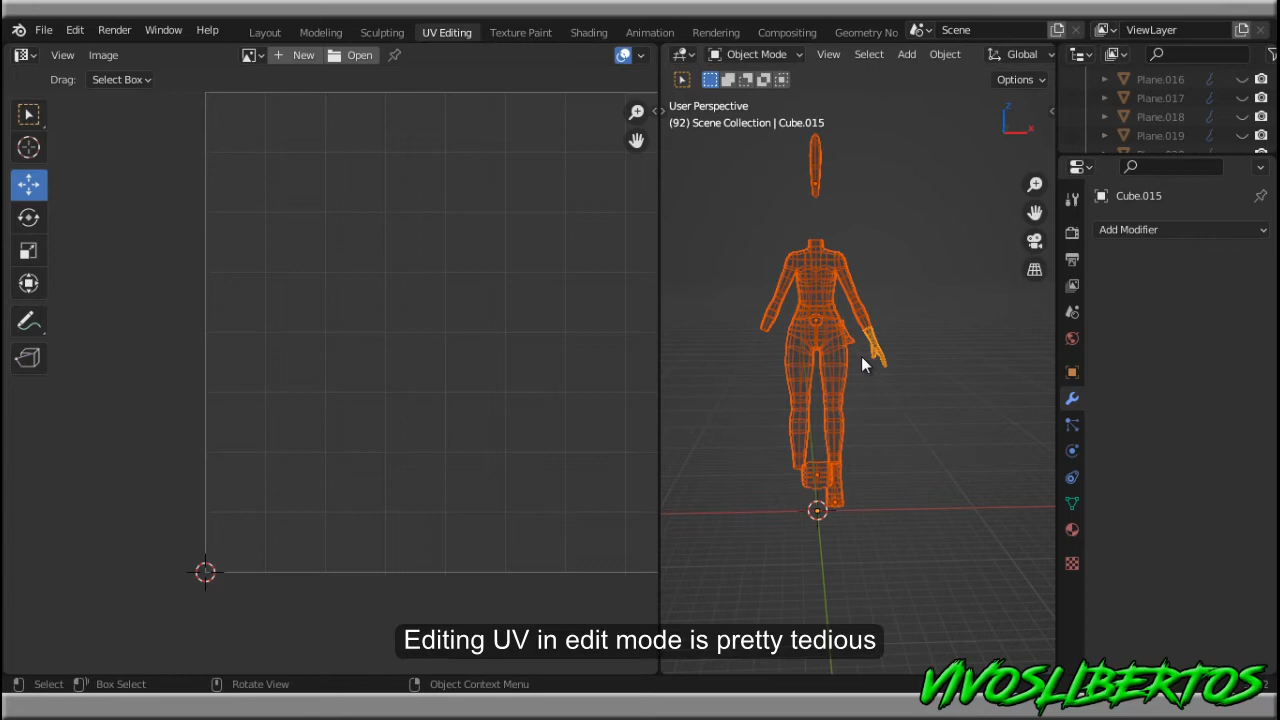 File Edit Render Window Help Layout Modeling Sculpting UV Editing Texture Paint Shading Animation Rendering Compositing Geometry No Scene ViewLayer
View Image New Open Object Mode View Select Add Object Global
Drag: Select Box Options
Plane.016
Plane.017
Plane.018
Plane.019
User Perspective
(92) Scene Collection | Cube.015
Z
X
Cube.015
Add Modifier
Editing UV in edit mode is pretty tedious
Select Box Select Rotate View Object Context Menu
VIVOSLIBERTOS